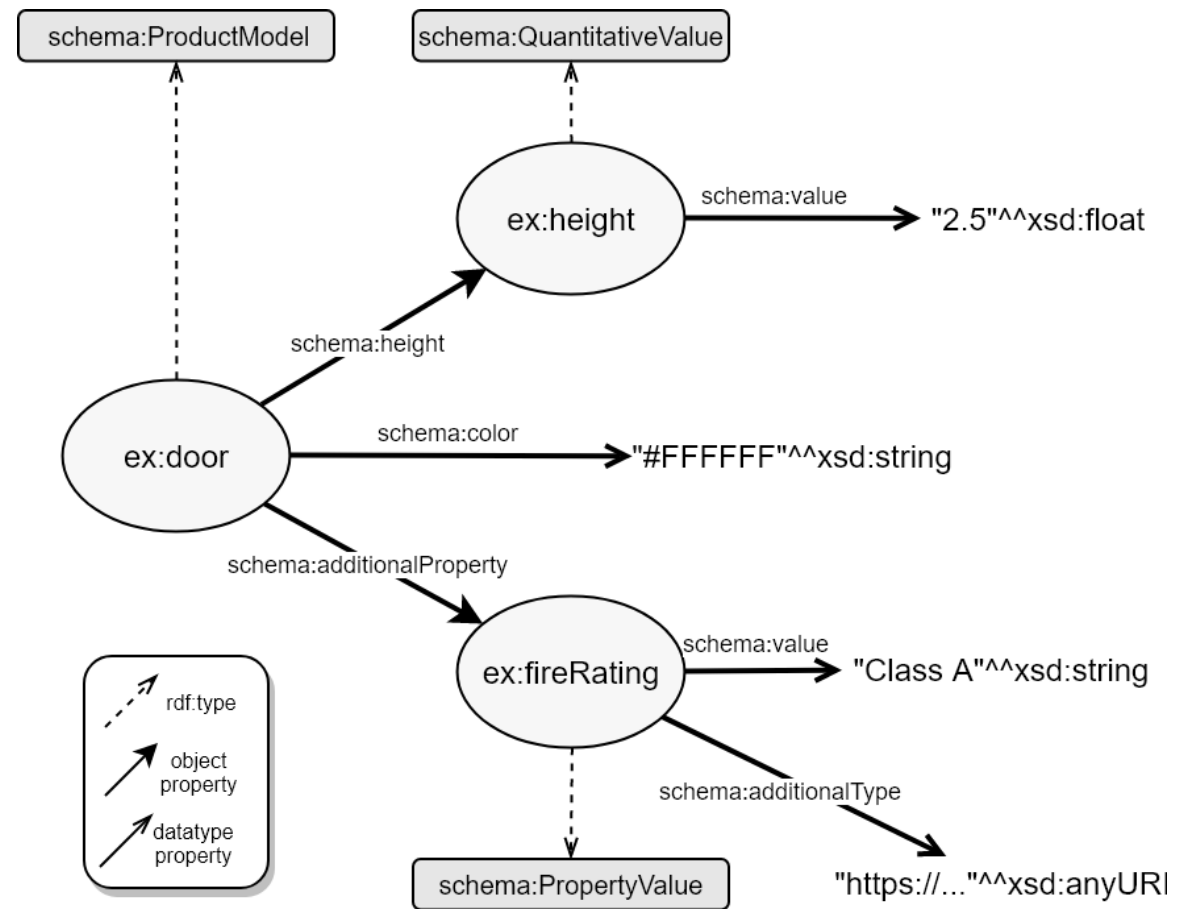 schema:ProductModel
schema:QuantitativeValue
ex:height
schema:value
"2.5"^^xsd:float
schema:height
ex:door
schema:color
"#FFFFFF"^^xsd:string
schema:additionalProperty
ex:fireRating
schema:value
"Class A"^^xsd:string
schema:additionalType
"https://..."^^xsd:anyURI
schema:PropertyValue
rdf:type
object
property
datatype
property